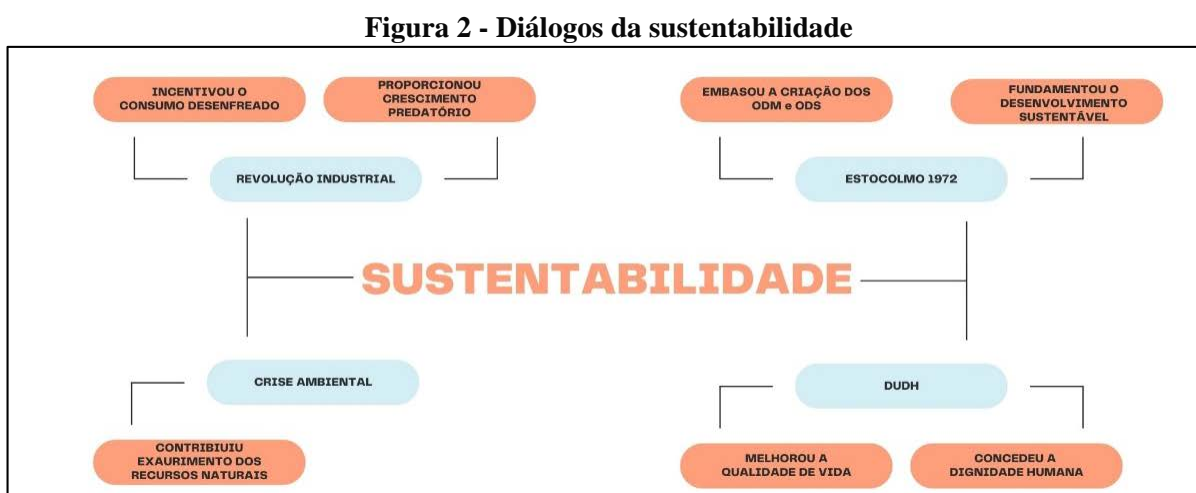 Figura 2 - Diálogos da sustentabilidade
INCENTIVOU O
CONSUMO DESENFREADO
PROPORCIONOU
CRESCIMENTO
PREDATÓRIO
EMBASOU A CRIAÇÃO DOS
ODM e ODS
FUNDAMENTOU O
DESENVOLVIMENTO
SUSTENTÁVEL
REVOLUÇÃO INDUSTRIAL
ESTOCOLMO 1972
SUSTENTABILIDADE
CRISE AMBIENTAL
DUDH
CONTRIBIUIU
EXAURIMENTO DOS
RECURSOS NATURAIS
MELHOROU A
QUALIDADE DE VIDA
CONCEDEU A
DIGNIDADE HUMANA